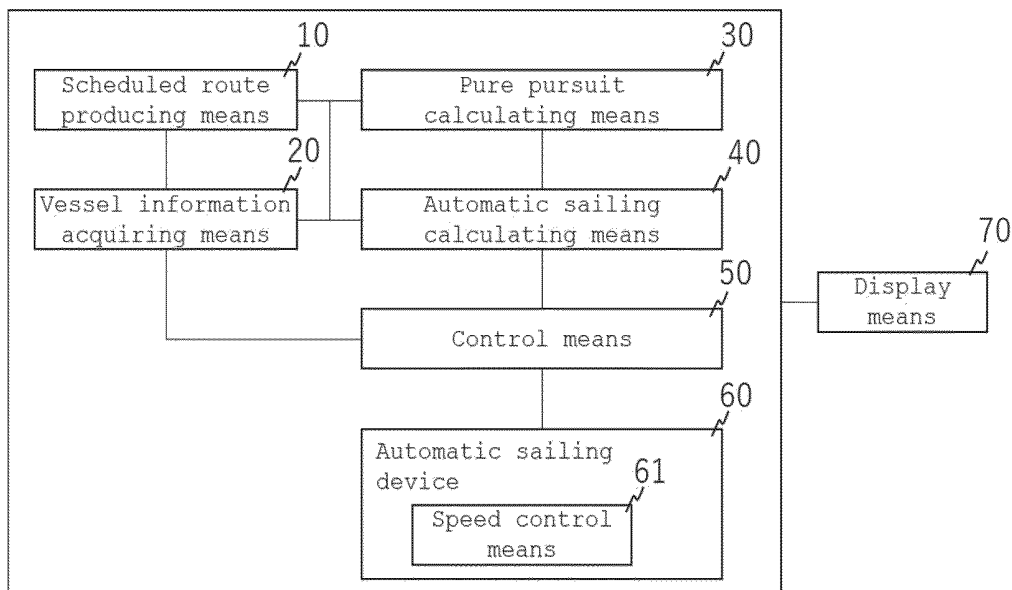 10
Scheduled route
producing means
30
Pure pursuit
calculating means
20
Vessel information
acquiring means
40
Automatic sailing
calculating means
70
Display
means
50
Control means
60
Automatic sailing
device
61
Speed control
means